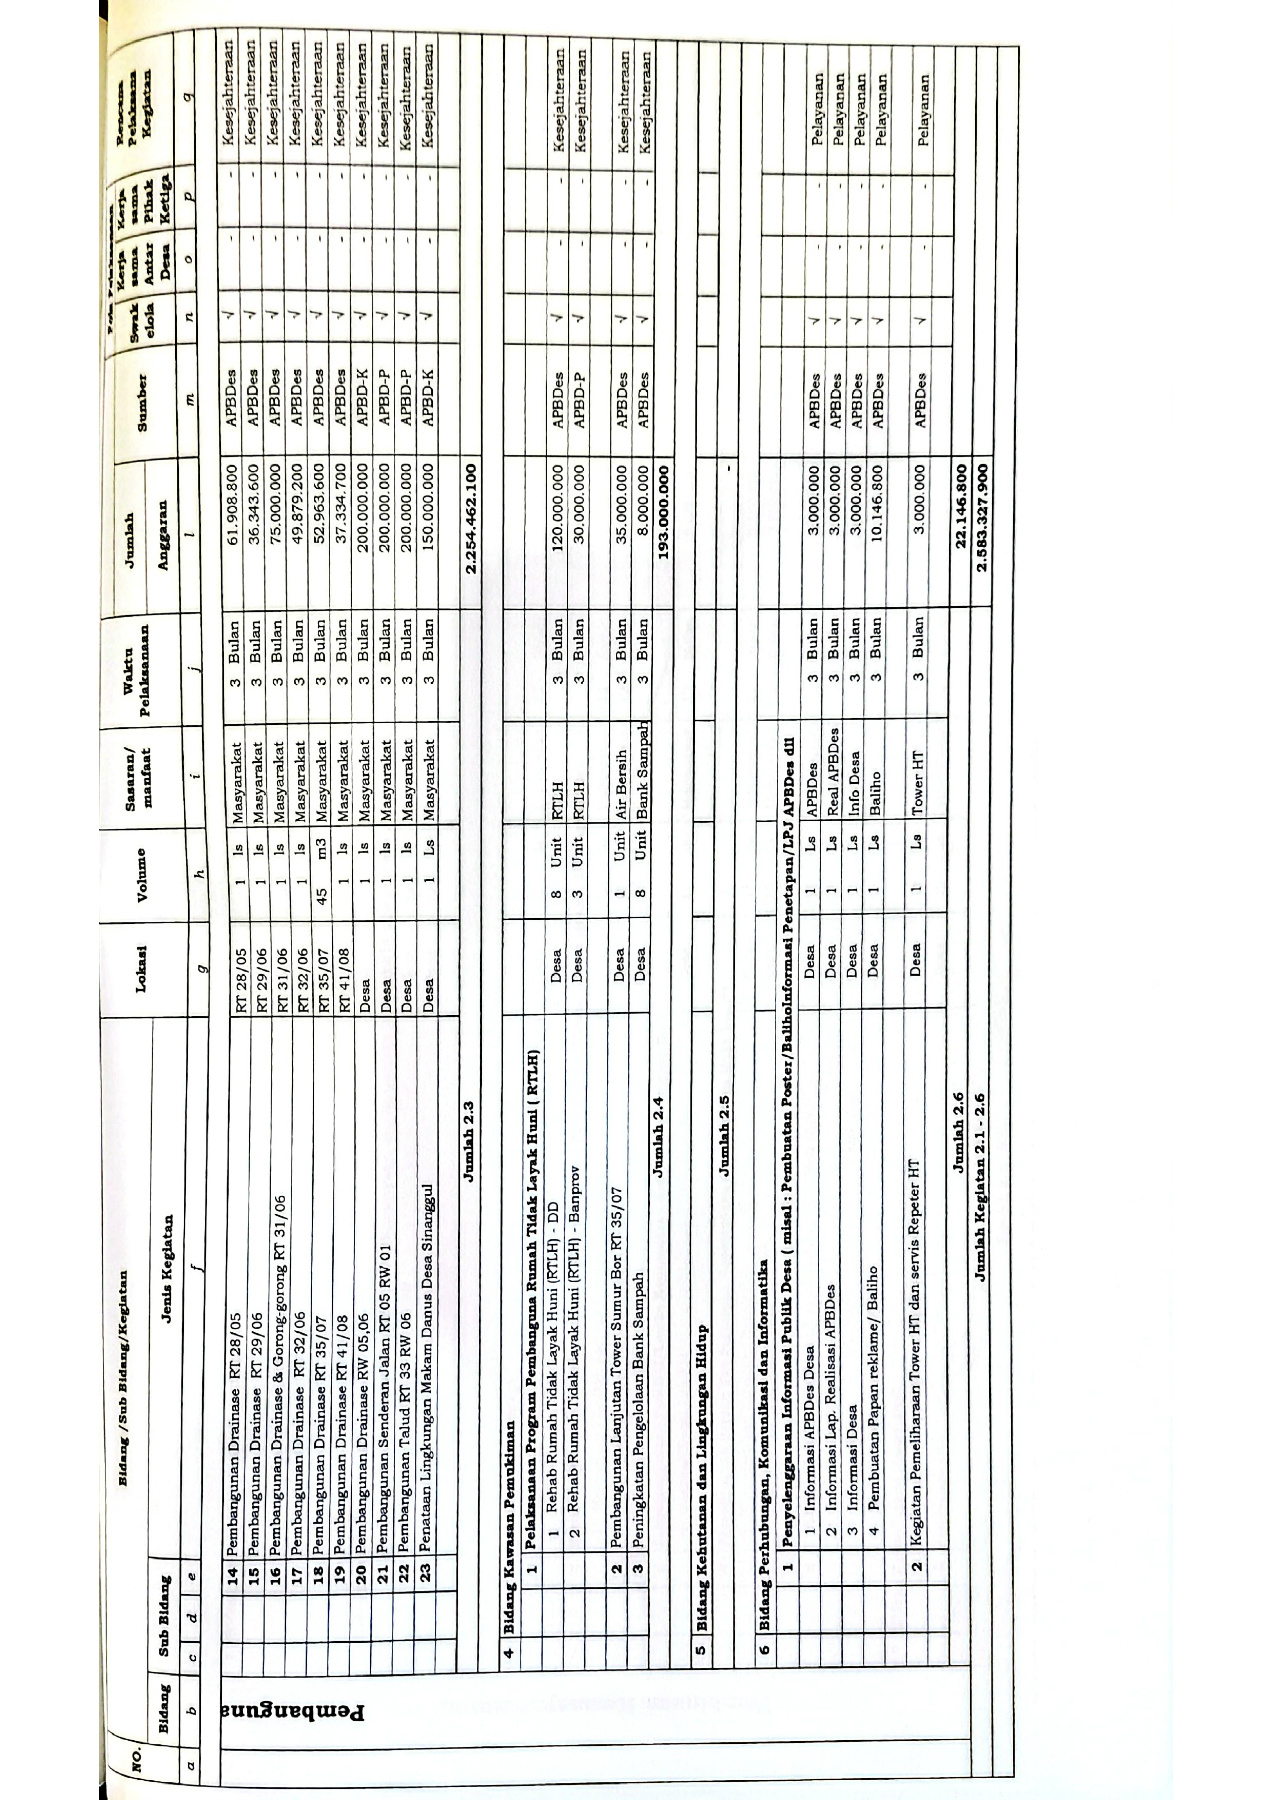 NO. Bidang /Sub Bidang/Kegiatan Lokasi Volume Sasaran/ manfaat Waktu Pelaksanaan Jumlah Anggaran Sumber Pola Pelaksanaan Rencana Pelaksana Kegiatan
Bidang Sub Bidang Jenis Kegiatan Swak elola Kerja sama Antar Desa Kerja sama Pihak Ketiga
a b c d e f g h i j l m n o p q
Pembanguna
14 Pembangunan Drainase RT 28/05 RT 28/05 1 ls Masyarakat 3 Bulan 61.908.800 APBDes √ - - Kesejahteraan
15 Pembangunan Drainase RT 29/06 RT 29/06 1 ls Masyarakat 3 Bulan 36.343.600 APBDes √ - - Kesejahteraan
16 Pembangunan Drainase & Gorong-gorong RT 31/06 RT 31/06 1 ls Masyarakat 3 Bulan 75.000.000 APBDes √ - - Kesejahteraan
17 Pembangunan Drainase RT 32/06 RT 32/06 1 ls Masyarakat 3 Bulan 49.879.200 APBDes √ - - Kesejahteraan
18 Pembangunan Drainase RT 35/07 RT 35/07 45 m3 Masyarakat 3 Bulan 52.963.600 APBDes √ - - Kesejahteraan
19 Pembangunan Drainase RT 41/08 RT 41/08 1 ls Masyarakat 3 Bulan 37.334.700 APBDes √ - - Kesejahteraan
20 Pembangunan Drainase RW 05,06 Desa 1 ls Masyarakat 3 Bulan 200.000.000 APBD-K √ - - Kesejahteraan
21 Pembangunan Senderan Jalan RT 05 RW 01 Desa 1 ls Masyarakat 3 Bulan 200.000.000 APBD-P √ - - Kesejahteraan
22 Pembangunan Talud RT 33 RW 06 Desa 1 ls Masyarakat 3 Bulan 200.000.000 APBD-P √ - - Kesejahteraan
23 Penataan Lingkungan Makam Danus Desa Sinanggul Desa 1 Ls Masyarakat 3 Bulan 150.000.000 APBD-K √ - - Kesejahteraan
Jumlah 2.3 2.254.462.100
4 Bidang Kawasan Pemukiman
1 Pelaksanaan Program Pembanguna Rumah Tidak Layak Huni ( RTLH)
1 Rehab Rumah Tidak Layak Huni (RTLH) - DD Desa 8 Unit RTLH 3 Bulan 120.000.000 APBDes √ - - Kesejahteraan
2 Rehab Rumah Tidak Layak Huni (RTLH) - Banprov Desa 3 Unit RTLH 3 Bulan 30.000.000 APBD-P √ - - Kesejahteraan
2 Pembangunan Lanjutan Tower Sumur Bor RT 35/07 Desa 1 Unit Air Bersih 3 Bulan 35.000.000 APBDes √ - - Kesejahteraan
3 Peningkatan Pengelolaan Bank Sampah Desa 8 Unit Bank Sampah 3 Bulan 8.000.000 APBDes √ - - Kesejahteraan
Jumlah 2.4 193.000.000
5 Bidang Kehutanan dan Lingkungan Hidup
Jumlah 2.5 -
6 Bidang Perhubungan, Komunikasi dan Informatika
1 Penyelenggaraan Informasi Publik Desa ( misal : Pembuatan Poster/BalihoInformasi Penetapan/LPJ APBDes dll
1 Informasi APBDes Desa Desa 1 Ls APBDes 3 Bulan 3.000.000 APBDes √ - - Pelayanan
2 Informasi Lap. Realisasi APBDes Desa 1 Ls Real APBDes 3 Bulan 3.000.000 APBDes √ - - Pelayanan
3 Informasi Desa Desa 1 Ls Info Desa 3 Bulan 3.000.000 APBDes √ - - Pelayanan
4 Pembuatan Papan reklame/ Baliho Desa 1 Ls Baliho 3 Bulan 10.146.800 APBDes √ - - Pelayanan
2 Kegiatan Pemeliharaan Tower HT dan servis Repeter HT Desa 1 Ls Tower HT 3 Bulan 3.000.000 APBDes √ - - Pelayanan
Jumlah 2.6 22.146.800
Jumlah Kegiatan 2.1 - 2.6 2.583.327.900